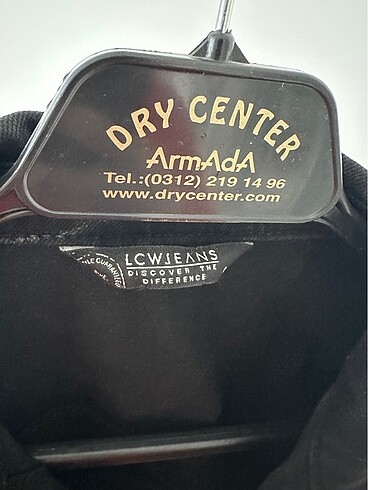 DRY CENTER
ArmAdA
Tel.:(0312) 219 14 96
www.drycenter.com
LCWJEANS
DISCOVER THE
DIFFERENCE